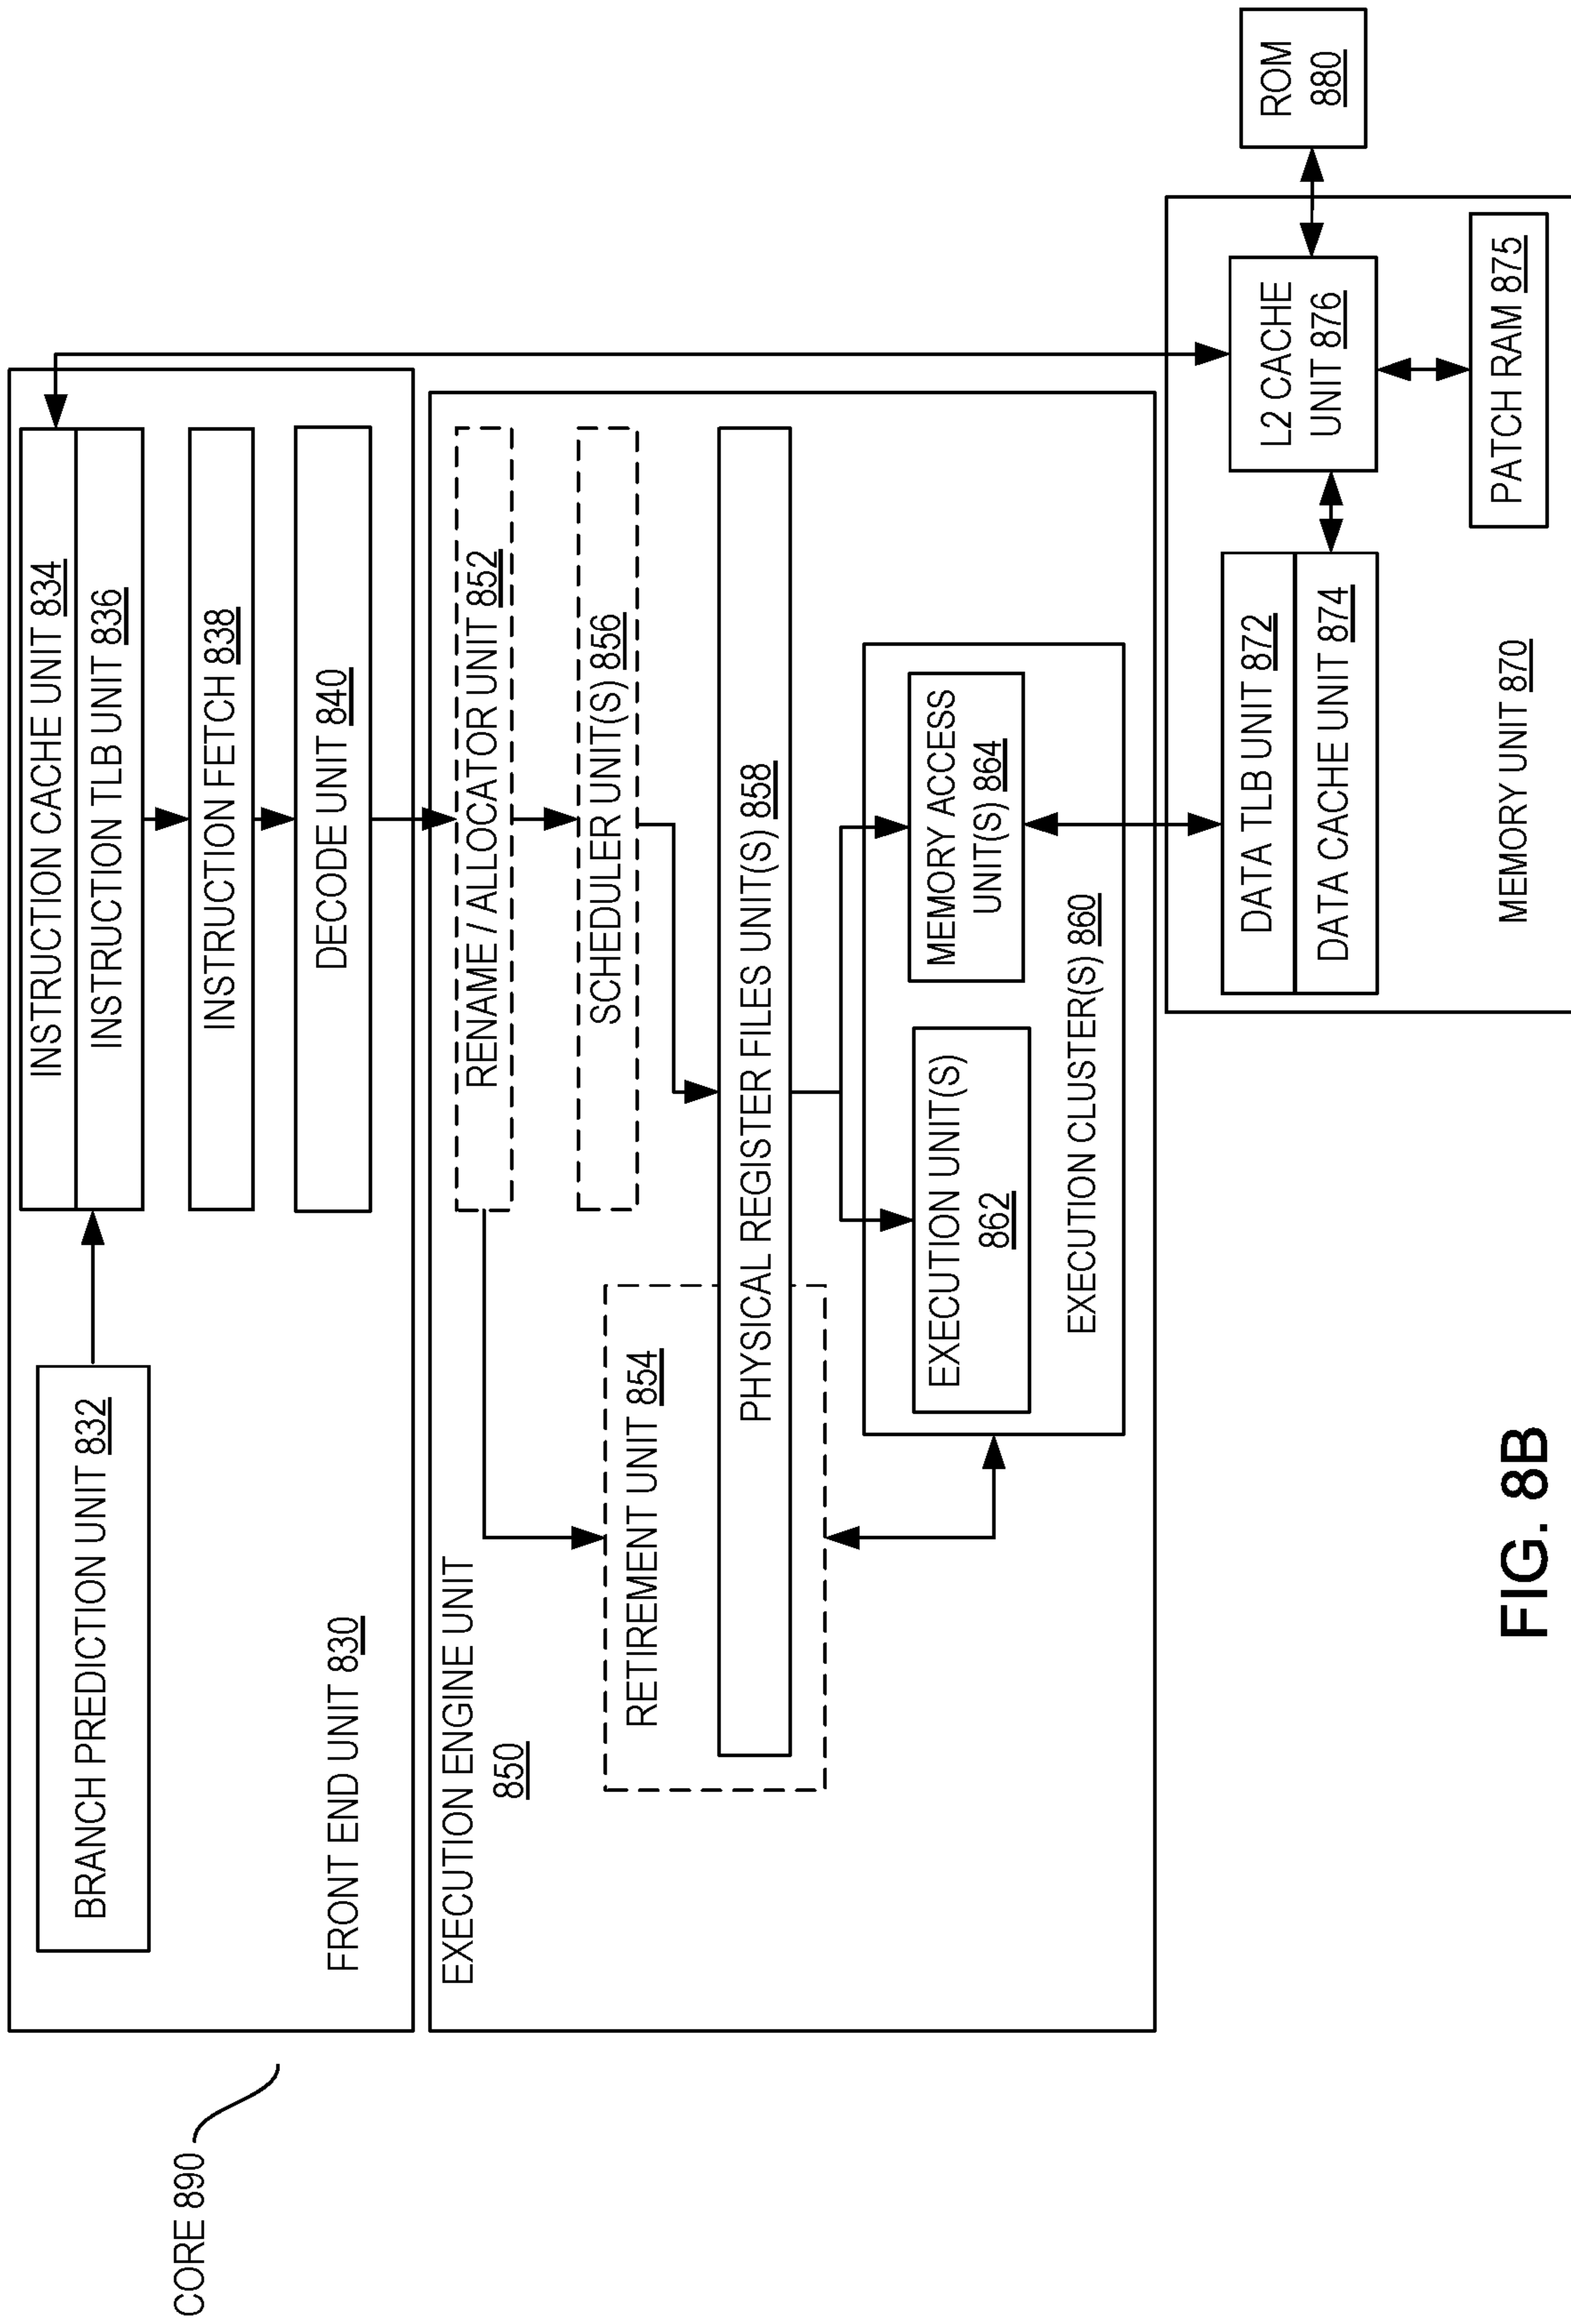 CORE 890
BRANCH PREDICTION UNIT 832
INSTRUCTION CACHE UNIT 834
INSTRUCTION TLB UNIT 836
INSTRUCTION FETCH 838
DECODE UNIT 840
FRONT END UNIT 830
EXECUTION ENGINE UNIT
850
RENAME / ALLOCATOR UNIT 852
SCHEDULER UNIT(S) 856
RETIREMENT UNIT 854
PHYSICAL REGISTER FILES UNIT(S) 858
EXECUTION UNIT(S)
862
MEMORY ACCESS
UNIT(S) 864
EXECUTION CLUSTER(S) 860
DATA TLB UNIT 872
DATA CACHE UNIT 874
L2 CACHE
UNIT 876
ROM
880
PATCH RAM 875
MEMORY UNIT 870
FIG. 8B